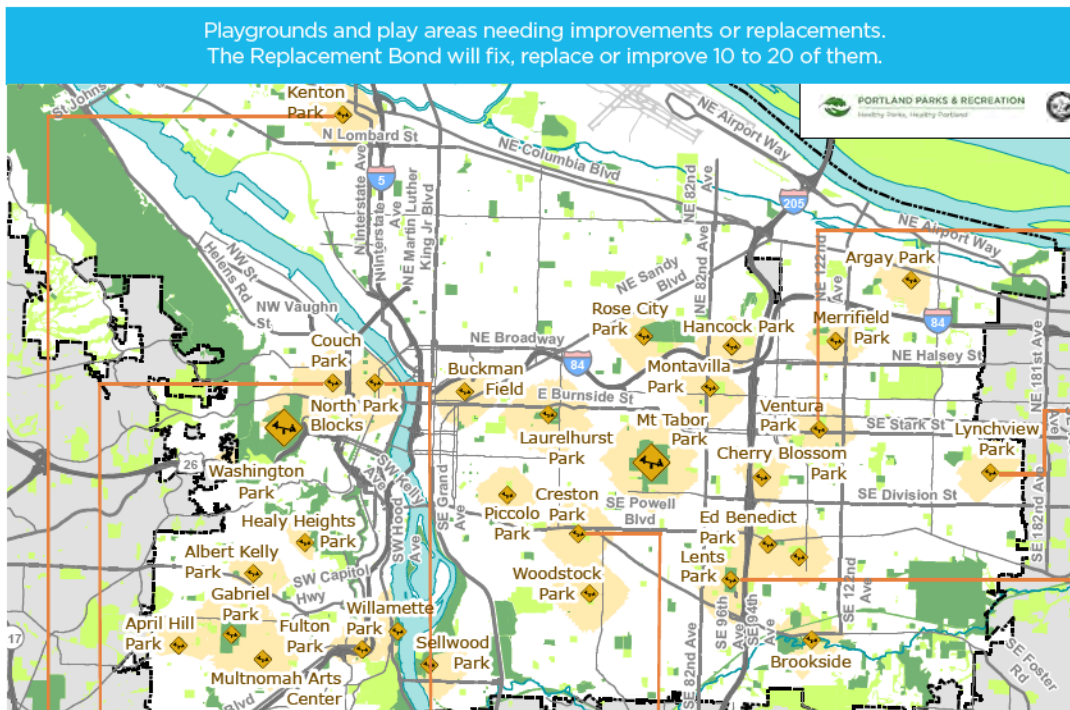 Playgrounds and play areas needing improvements or replacements.
The Replacement Bond will fix, replace or improve 10 to 20 of them.
PORTLAND PARKS & RECREATION
Healthy Parks, Healthy Portland
St Johns
Kenton
Park
N Lombard St
NE Columbia Blvd
NE Airport Way
5
205
N Interstate Ave
N Interstate
Ave
NE Martin Luther
King Jr Blvd
NE 82nd
Ave
NE 82nd Ave
NE Airport Way
NE 122nd
Ave
Argay Park
NW St
Helens Rd
NW Vaughn
St
NE Sandy
Blvd
Rose City
Park
Hancock Park
Merrifield
Park
84
NE Broadway
NE Halsey St
NE 181st Ave
Couch
Park
Buckman
Field
84
Montavilla
Park
E Burnside St
North Park
Blocks
Laurelhurst
Park
Mt Tabor
Park
Ventura
Park
SE Stark St
Lynchview
Park
Ave
26
Washington
Park
SW Kelly
Ave
Cherry Blossom
Park
SE Division St
Piccolo
Park
Creston
Park
SE Powell
Blvd
SW Hood
Ave
SE Grand
Ave
SE 182nd Ave
Healy Heights
Park
Ed Benedict
Park
Albert Kelly
Park
SW Capitol
Hwy
Woodstock
Park
Lents
Park
SE 122nd
Ave
Gabriel
Park
Willamette
Park
April Hill
Park
Fulton
Park
Sellwood
Park
SE 82nd Ave
SE 96th
Ave
SE 94th
Ave
Brookside
SE Foster
Rd
17
Multnomah Arts
Center
Blvd